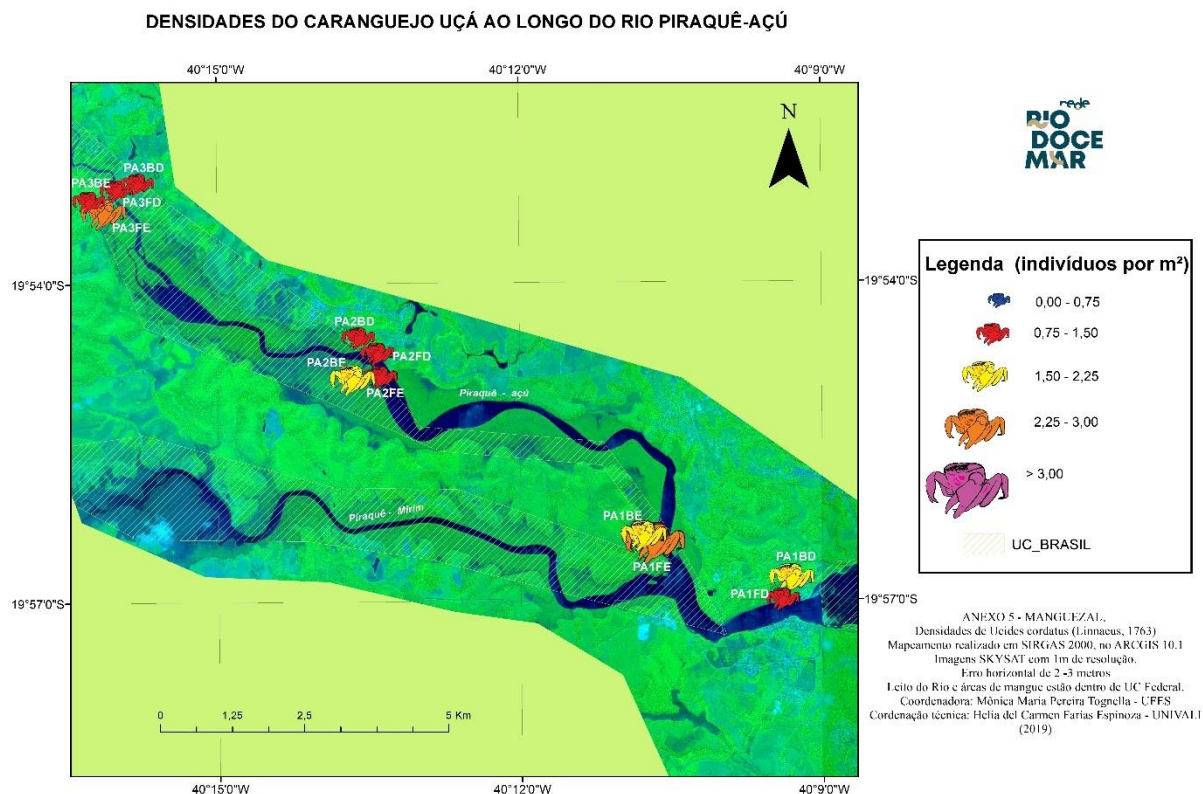 DENSIDADES DO CARANGUEJO UÇÁ AO LONGO DO RIO PIRAQUÊ-AÇÚ
40°15'0"W
40°12'0"W
40°9'0"W
N
PA3BD
PA3BE
PA3FD
PA3FE
19°54'0"S
19°54'0"S
PA2BD
PA2FD
PA2BE
PA2FE
Piraquê - açú
Piraquê - Mirim
PA1BE
PA1FE
PA1BD
PA1FD
19°57'0"S
19°57'0"S
0 1,25 2,5 5 Km
40°15'0"W
40°12'0"W
40°9'0"W
rede
RIO
DOCE
MAR
Legenda (indivíduos por m²)
0,00 - 0,75
0,75 - 1,50
1,50 - 2,25
2,25 - 3,00
> 3,00
UC_BRASIL
ANEXO 5 - MANGUEZAL,
Densidades de Ucides cordatus (Linnaeus, 1763)
Mapeamento realizado em SIRGAS 2000, no ARCGIS 10.1
Imagens SKYSAT com 1m de resolução.
Erro horizontal de 2 -3 metros
Leito do Rio e áreas de mangue estão dentro de UC Federal.
Coordenadora: Mônica Maria Pereira Tognella - UFES
Cordenação técnica: Helia del Carmen Farias Espinoza - UNIVALI
(2019)